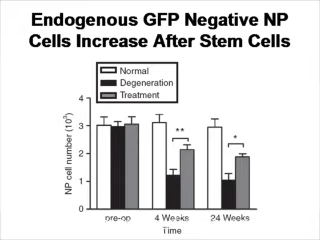 Endogenous GFP Negative NP
Cells Increase After Stem Cells
Normal
Degeneration
Treatment
NP cell number (10³)
4
3
2
1
0
**
*
pre-op
4 Weeks
24 Weeks
Time